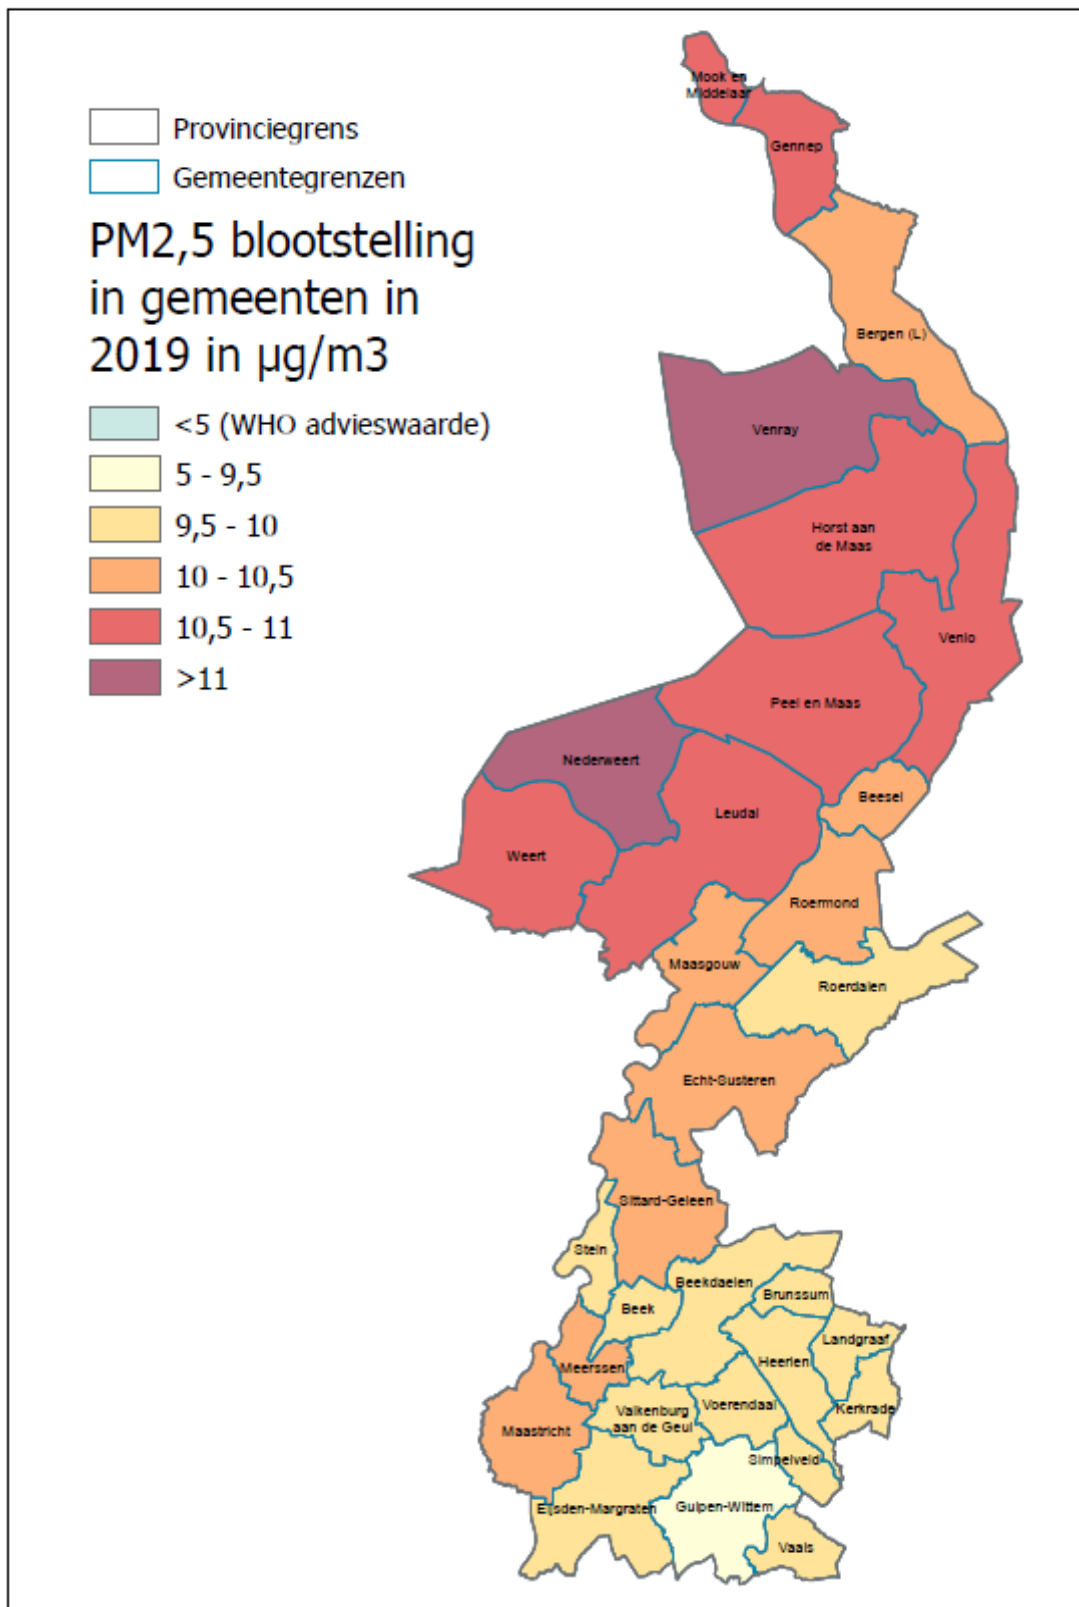 Provinciegrens
Gemeentegrenzen
PM2,5 blootstelling
in gemeenten in
2019 in µg/m3
<5 (WHO advieswaarde)
5 - 9,5
9,5 - 10
10 - 10,5
10,5 - 11
>11
Mook en
Middelaar
Gennep
Bergen (L)
Venray
Horst aan
de Maas
Venlo
Peel en Maas
Nederweert
Beesel
Leudal
Weert
Roermond
Maasgouw
Roerdalen
Echt-Susteren
Sittard-Geleen
Stein
Beekdaelen
Brunssum
Beek
Landgraaf
Heerlen
Meerssen
Kerkrade
Voerendaal
Valkenburg
aan de Geul
Maastricht
Simpelveld
Eijsden-Margraten
Gulpen-Wittem
Vaals